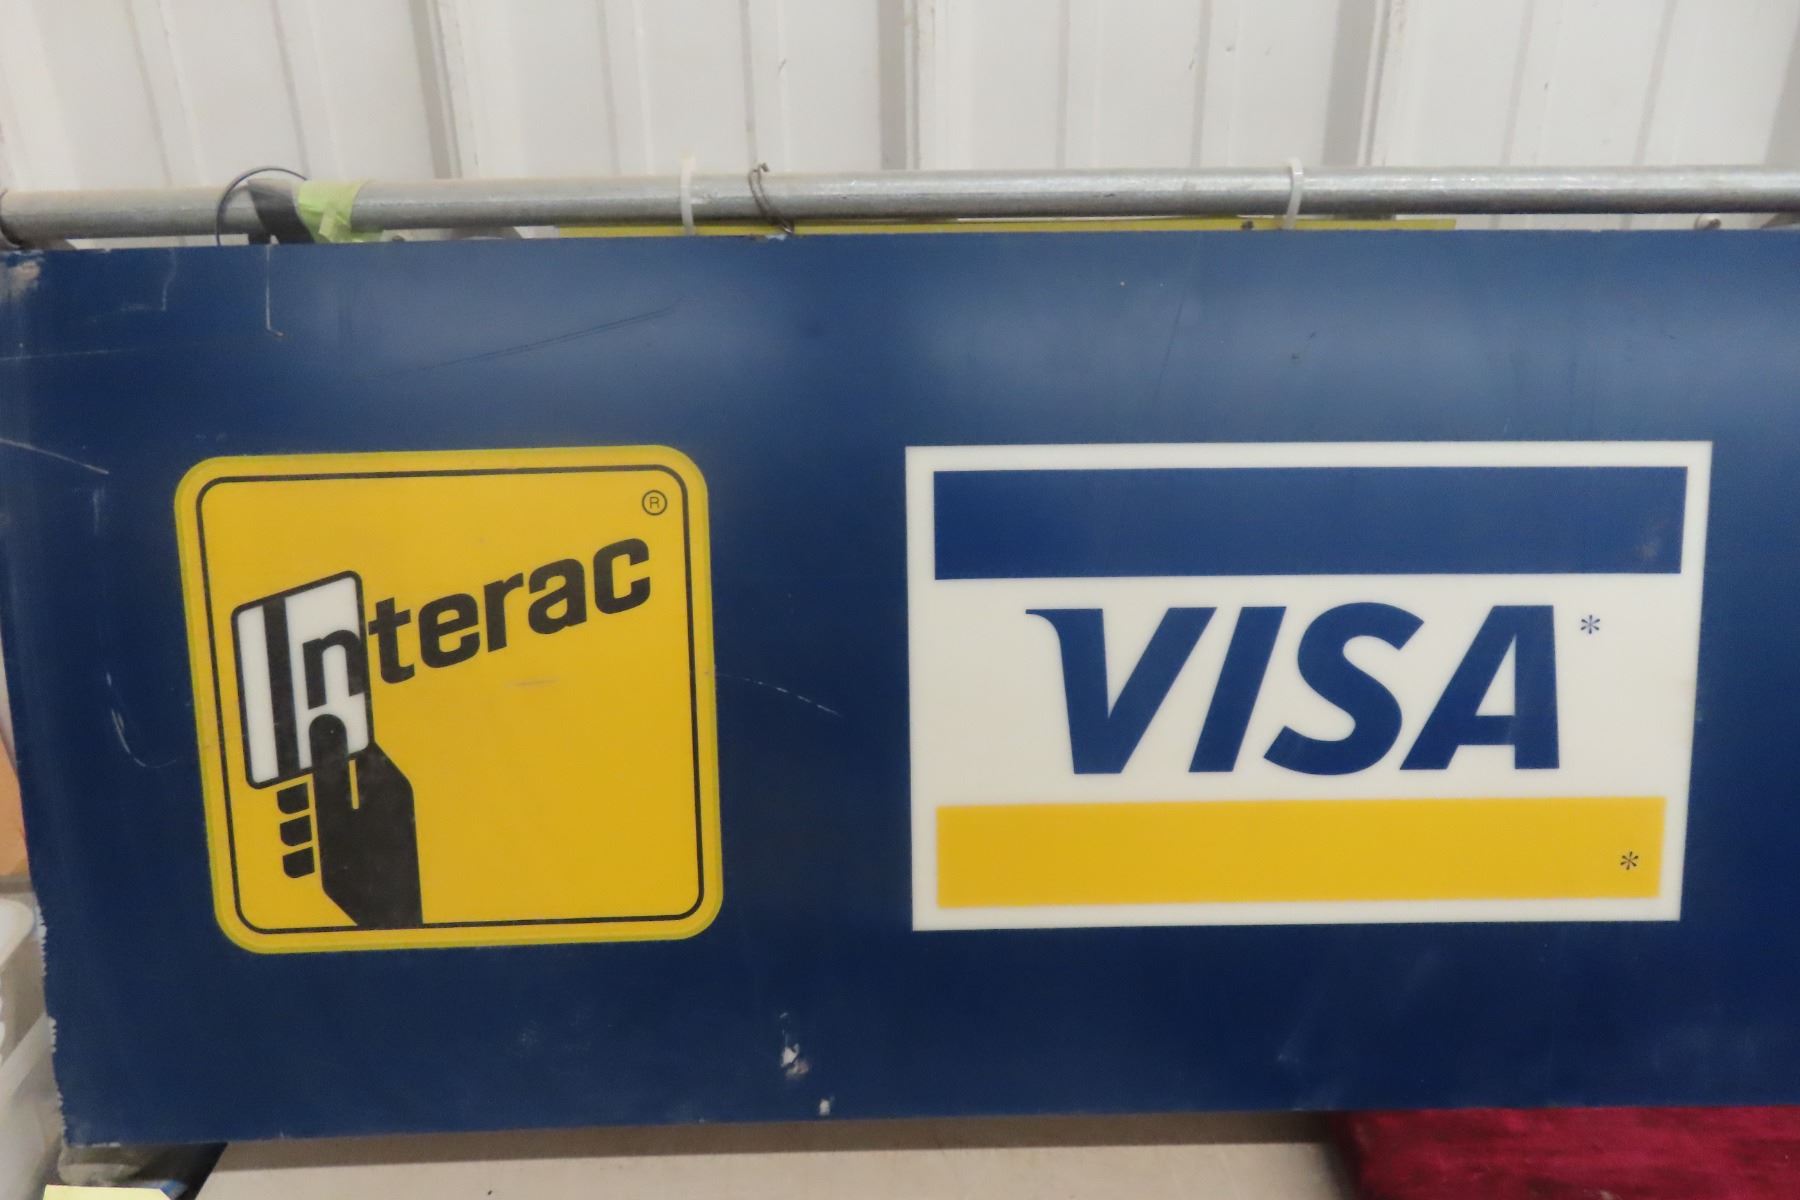 Interac ®
VISA*
*